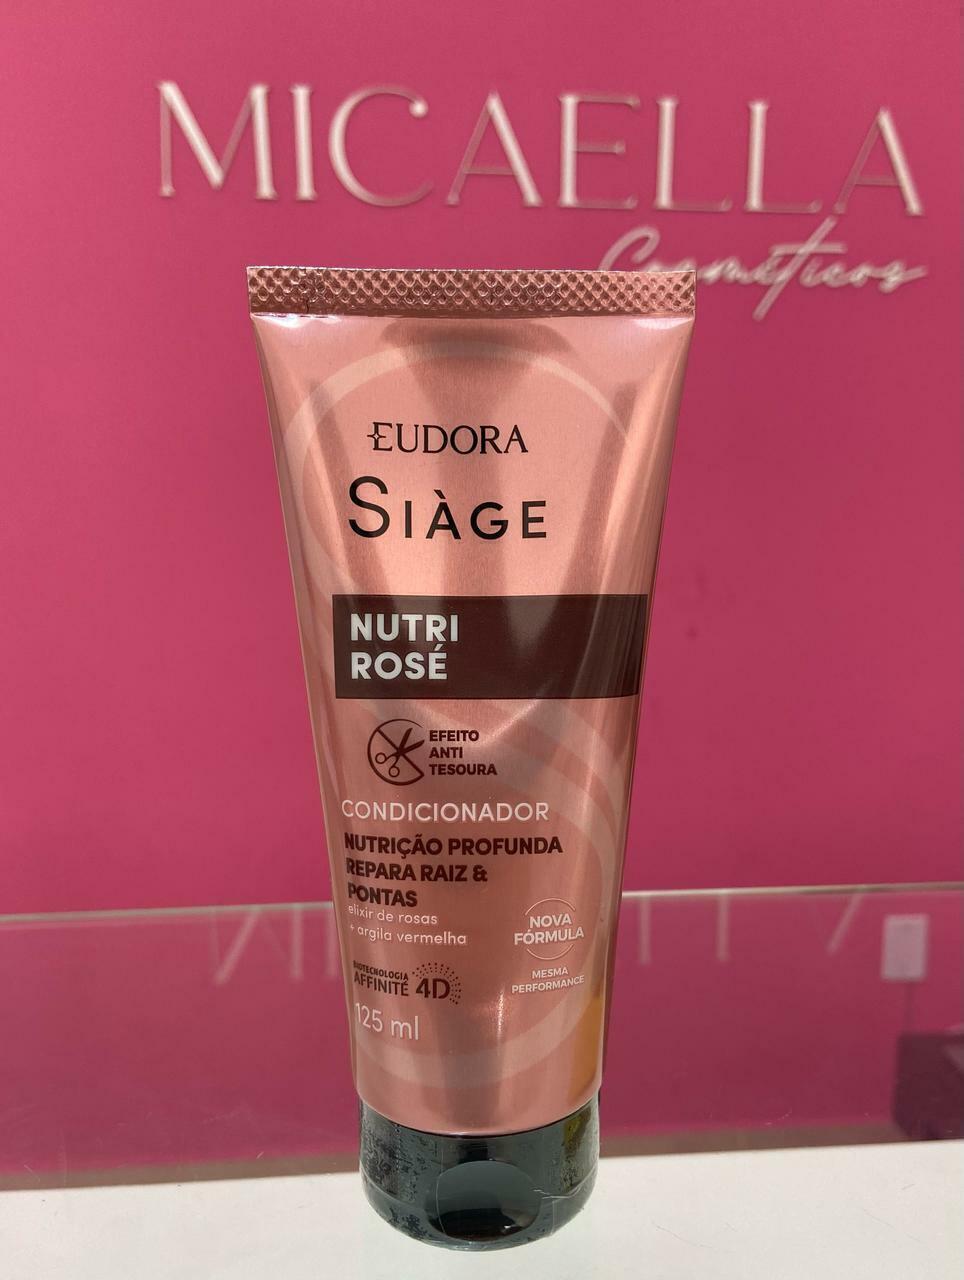 MICAELLA
Cosméticos
EUDORA
SIÀGE
NUTRI
ROSÉ
EFEITO
ANTI
TESOURA
CONDICIONADOR
NUTRIÇÃO PROFUNDA
REPARA RAIZ &
PONTAS
elixir de rosas
+ argila vermelha
NOVA
FÓRMULA
MESMA
PERFORMANCE
BIOTECNOLOGIA
AFFINITÉ 4D
125 ml